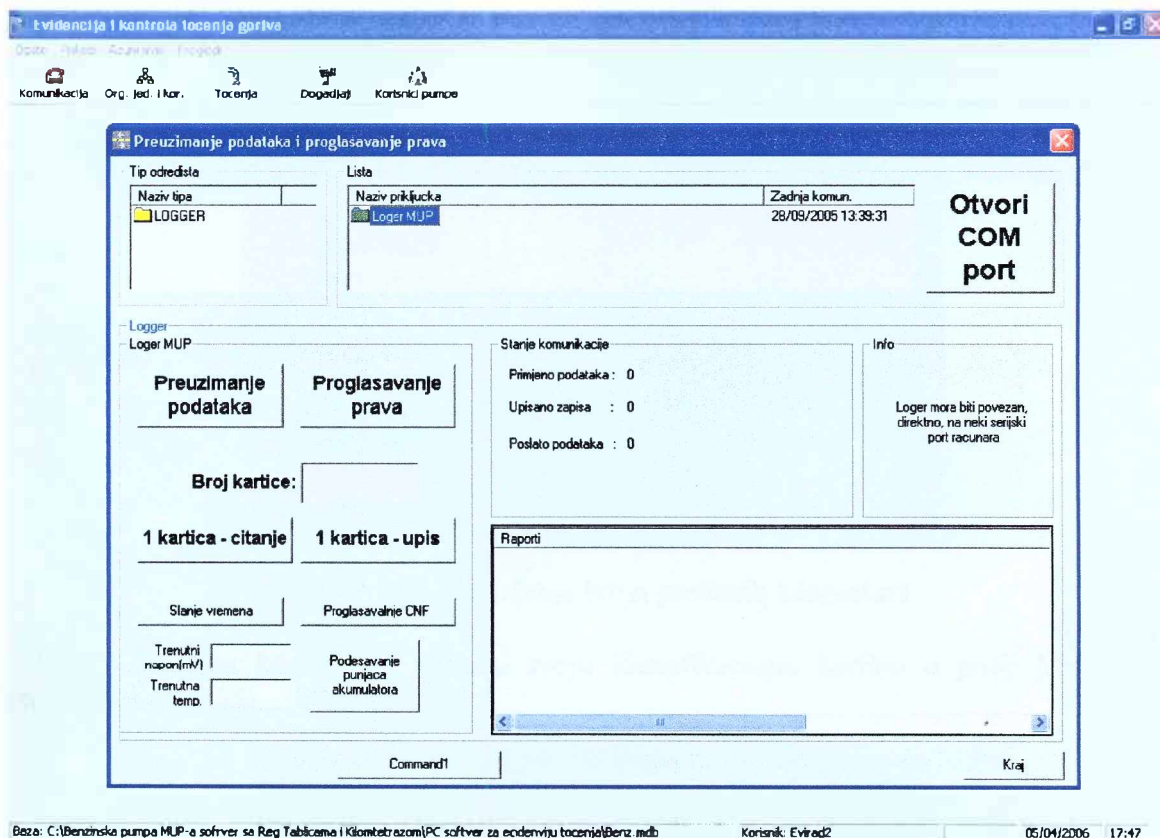 Evidencija i kontrola tocenja goriva
Komunikacija Org. jed. i kor. Tocenja Dogadjaji Korisnici pumpe
Preuzimanje podataka i proglasavanje prava
Tip odredista
Naziv tipa
LOGGER
Lista
Naziv prikljucka Zadnja komun.
Loger MUP 28/09/2005 13:39:31
Otvori
COM
port
Logger
Loger MUP
Preuzimanje
podataka
Proglasavanje
prava
Broj kartice:
1 kartica - citanje
1 kartica - upis
Stanje vremena
Proglasavalnje CNF
Trenutni
napon(mV)
Trenutna
temp.
Podesavanje
punjaca
akumulatora
Stanje komunikacije
Primjeno podataka : 0
Upisano zapisa : 0
Poslato podataka : 0
Info
Loger mora biti povezan,
direktno, na neki serijski
port racunara
Raporti
Command1
Kraj
Baza: C:\Benzinska pumpa MUP-a sofrver sa Reg Tablicama i Kilomtetrazom\PC softver za ecdenviju tocenja\Benz.mdb Korisnik: Evirad2 05/04/2006 17:47